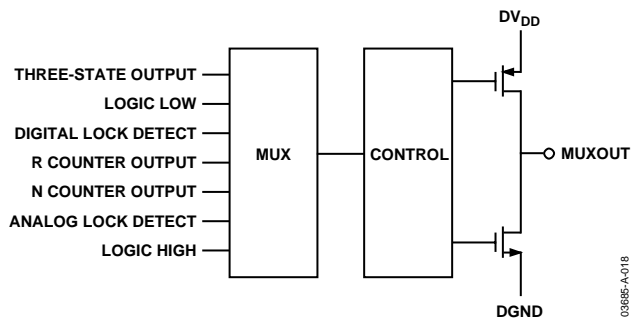 DVDD
THREE-STATE OUTPUT
LOGIC LOW
DIGITAL LOCK DETECT
R COUNTER OUTPUT
N COUNTER OUTPUT
ANALOG LOCK DETECT
LOGIC HIGH
MUX
CONTROL
MUXOUT
DGND
03685-A-018